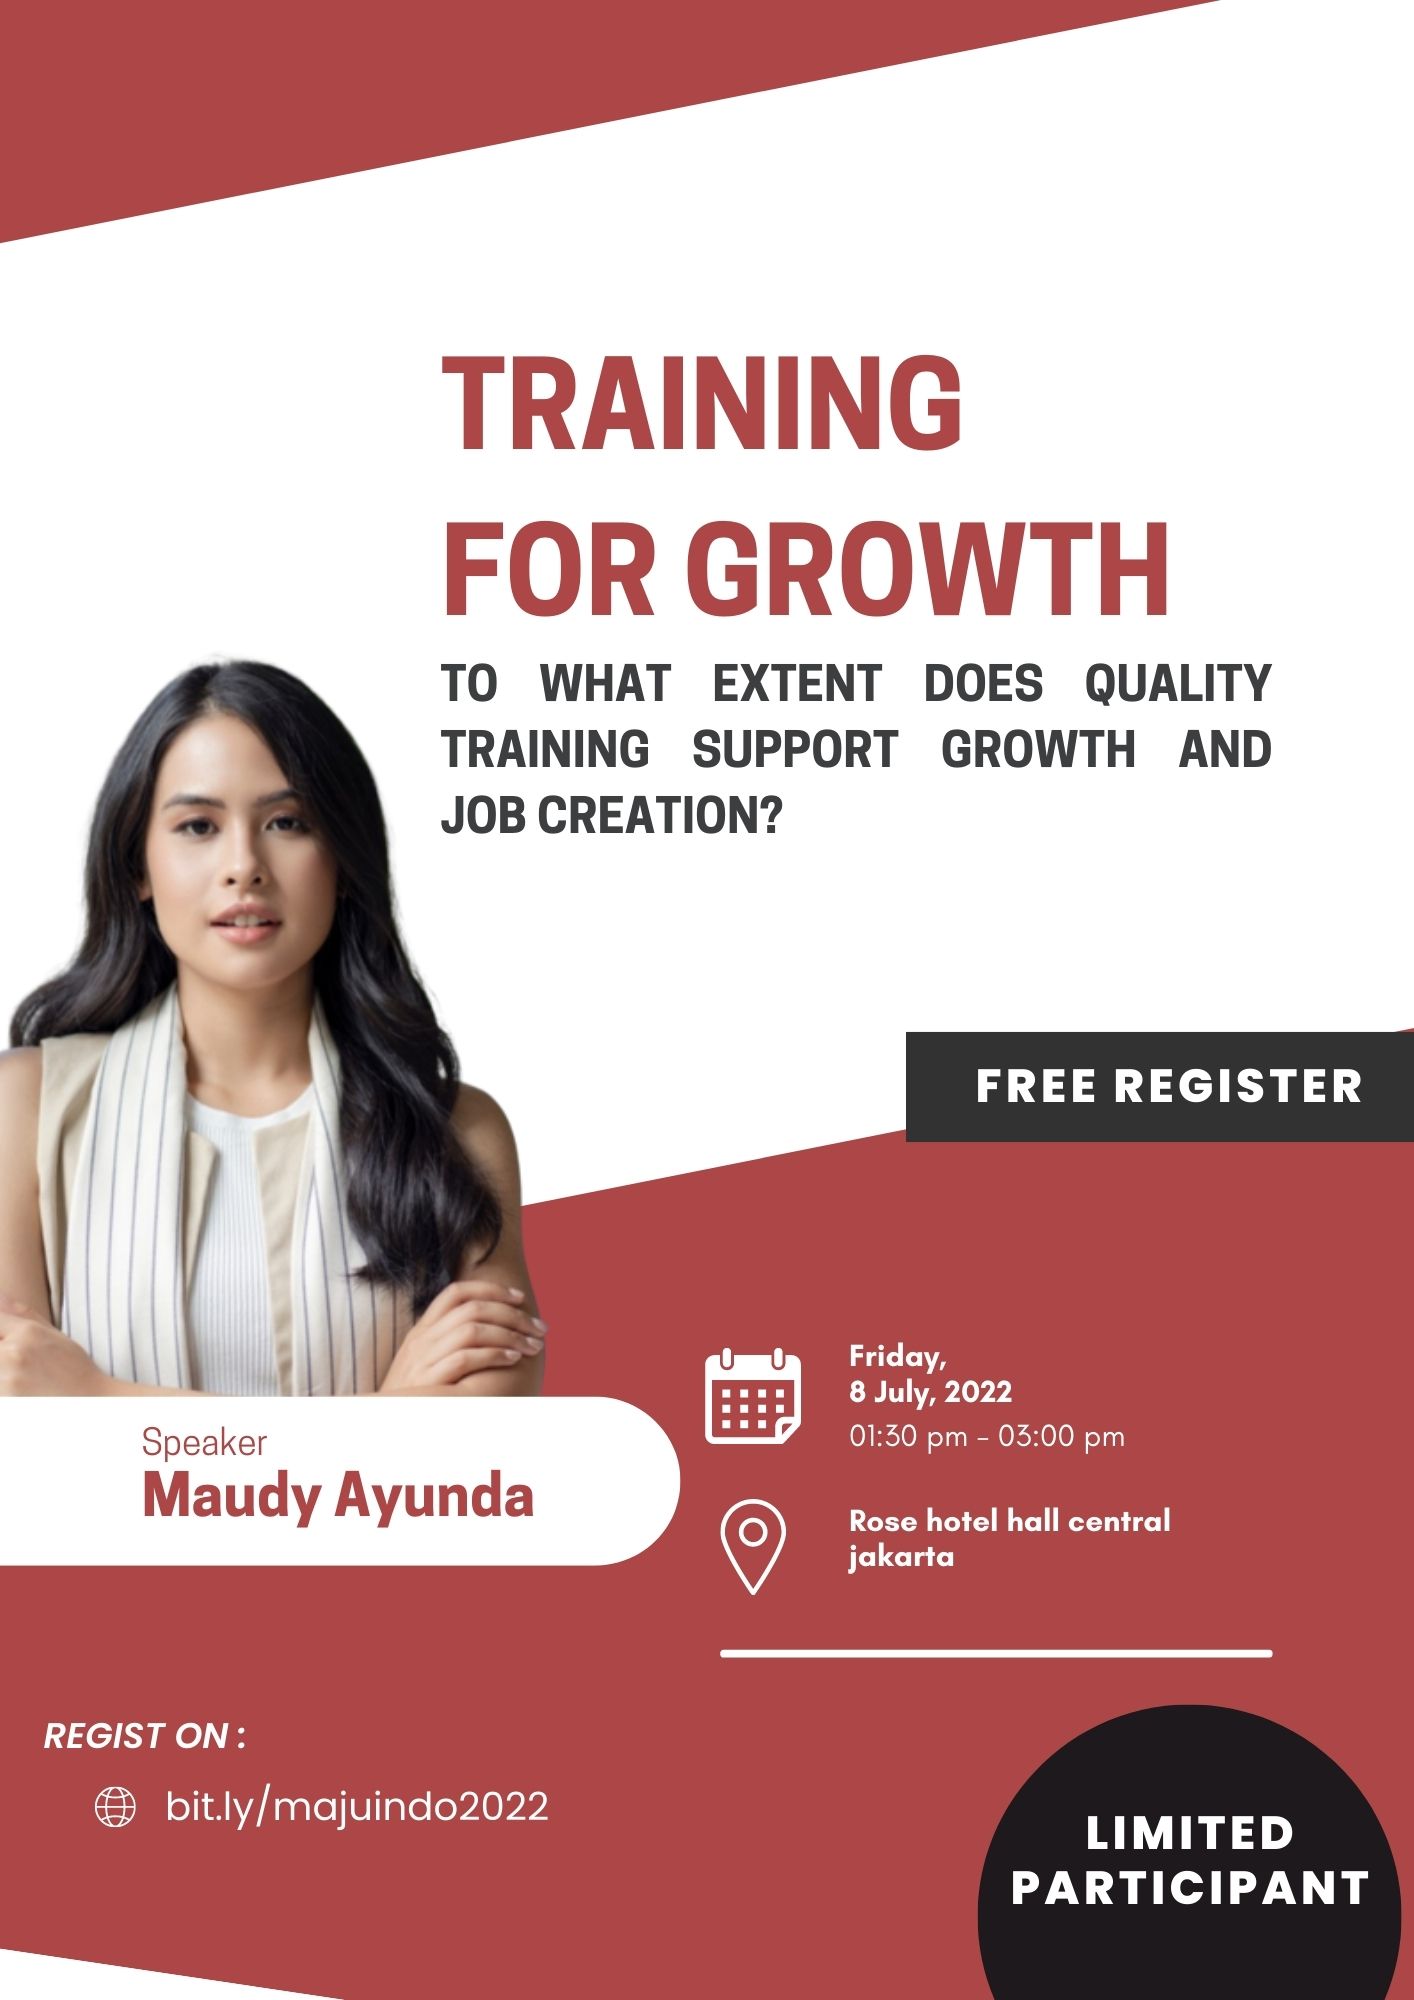 TRAINING
FOR GROWTH
TO WHAT EXTENT DOES QUALITY
TRAINING SUPPORT GROWTH AND
JOB CREATION?
FREE REGISTER
Friday,
8 July, 2022
01:30 pm - 03:00 pm
Speaker
Maudy Ayunda
Rose hotel hall central
jakarta
REGIST ON :
bit.ly/majuindo2022
LIMITED
PARTICIPANT